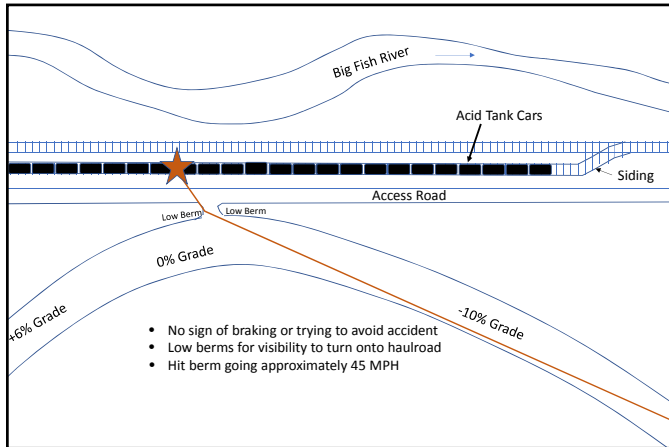 Big Fish River
Acid Tank Cars
Siding
Access Road
Low Berm
Low Berm
0% Grade
+6% Grade
-10% Grade
• No sign of braking or trying to avoid accident
• Low berms for visibility to turn onto haulroad
• Hit berm going approximately 45 MPH